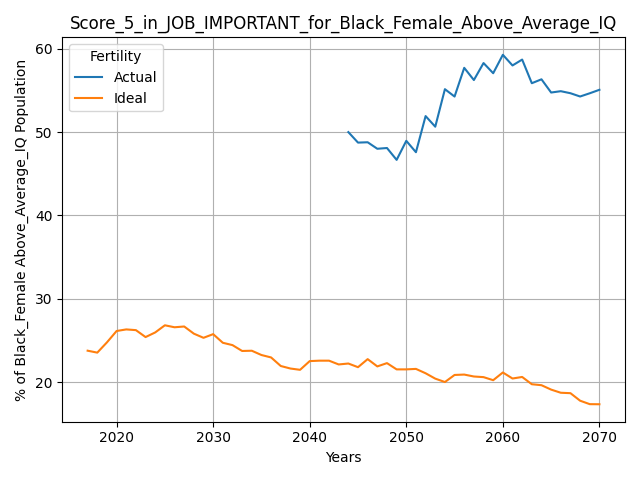 Score_5_in_JOB_IMPORTANT_for_Black_Female_Above_Average_IQ
Fertility
Actual
Ideal
% of Black_Female Above_Average_IQ Population
60
50
40
30
20
2020 2030 2040 2050 2060 2070
Years